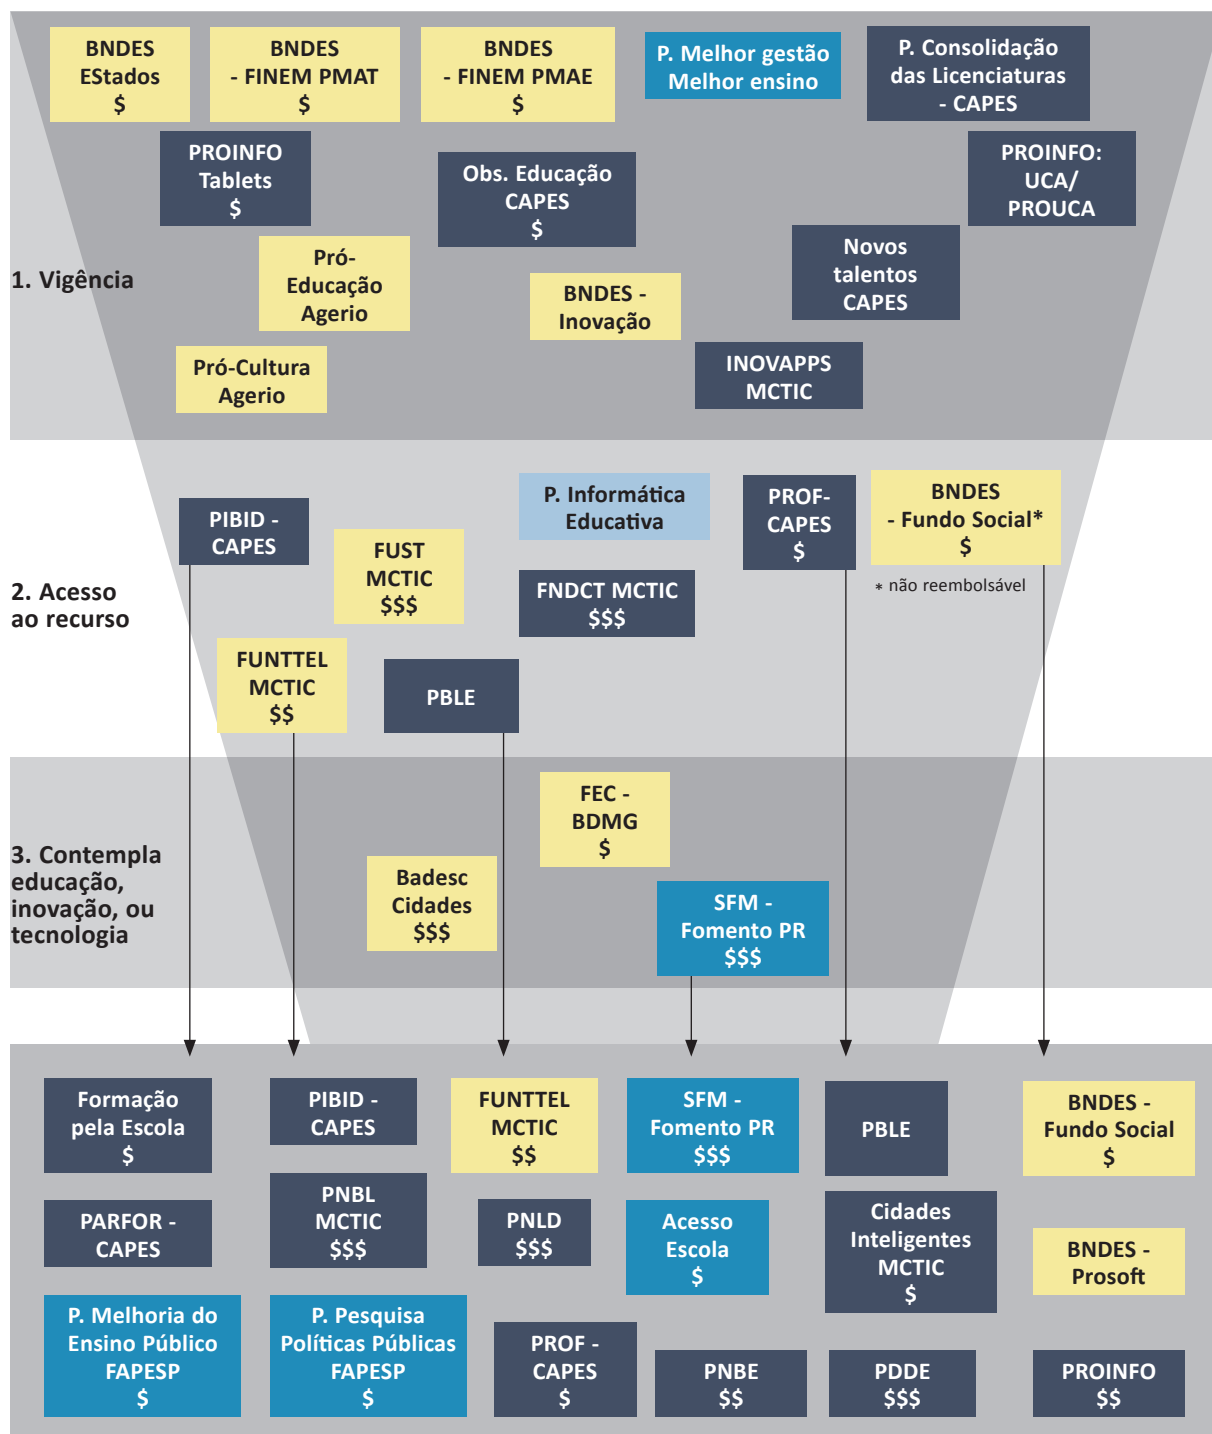 BNDES
EStados
$
BNDES
- FINEM PMAT
$
BNDES
- FINEM PMAE
$
P. Melhor gestão
Melhor ensino
P. Consolidação
das Licenciaturas
- CAPES
PROINFO
Tablets
$
Obs. Educação
CAPES
$
PROINFO:
UCA/
PROUCA
1. Vigência
Pró-
Educação
Agerio
BNDES -
Inovação
Novos
talentos
CAPES
Pró-Cultura
Agerio
INOVAPPS
MCTIC
2. Acesso
ao recurso
PIBID -
CAPES
FUST
MCTIC
$$$
P. Informática
Educativa
PROF-
CAPES
$
BNDES
- Fundo Social*
$
* não reembolsável
FNDCT MCTIC
$$$
FUNTTEL
MCTIC
$$
PBLE
3. Contempla
educação,
inovação, ou
tecnologia
FEC -
BDMG
$
Badesc
Cidades
$$$
SFM -
Fomento PR
$$$
Formação
pela Escola
$
PIBID -
CAPES
FUNTTEL
MCTIC
$$
SFM -
Fomento PR
$$$
PBLE
BNDES -
Fundo Social
$
PARFOR -
CAPES
PNBL
MCTIC
$$$
PNLD
$$$
Acesso
Escola
$
Cidades
Inteligentes
MCTIC
$
BNDES -
Prosoft
P. Melhoria do
Ensino Público
FAPESP
$
P. Pesquisa
Políticas Públicas
FAPESP
$
PROF -
CAPES
$
PNBE
$$
PDDE
$$$
PROINFO
$$